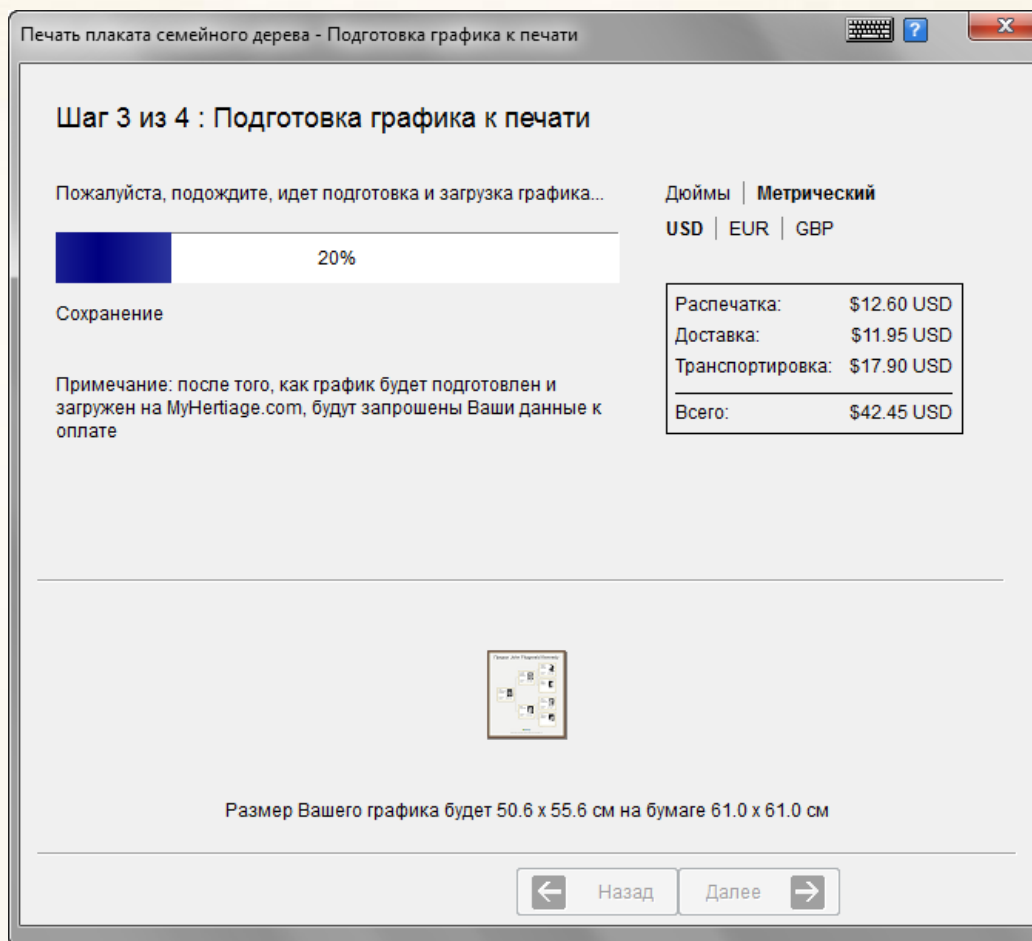 Печать плаката семейного дерева - Подготовка графика к печати
?
Шаг 3 из 4 : Подготовка графика к печати
Пожалуйста, подождите, идет подготовка и загрузка графика...
20%
Сохранение
Примечание: после того, как график будет подготовлен и
загружен на MyHertiage.com, будут запрошены Ваши данные к
оплате
Дюймы | Метрический
USD | EUR | GBP
Распечатка: $12.60 USD
Доставка: $11.95 USD
Транспортировка: $17.90 USD
Всего: $42.45 USD
Предки John Fitzgerald Kennedy
Размер Вашего графика будет 50.6 x 55.6 см на бумаге 61.0 x 61.0 см
Назад
Далее